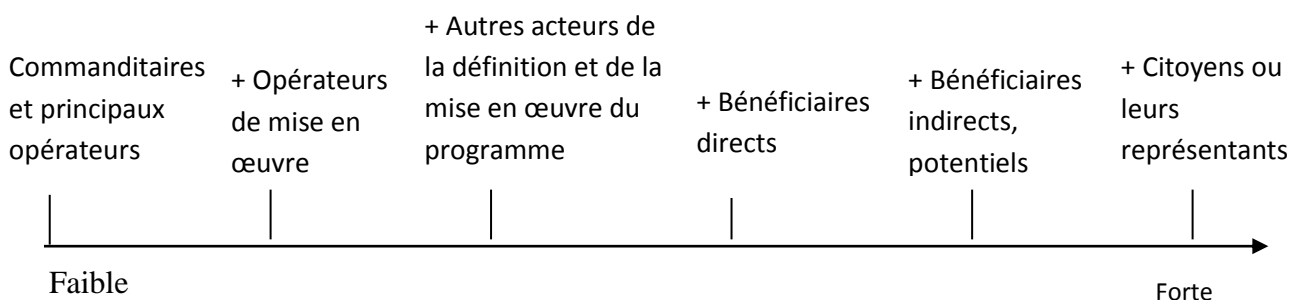 Commanditaires
et principaux
opérateurs
+ Opérateurs
de mise en
œuvre
+ Autres acteurs de
la définition et de la
mise en œuvre du
programme
+ Bénéficiaires
directs
+ Bénéficiaires
indirects,
potentiels
+ Citoyens ou
leurs
représentants
Faible
Forte